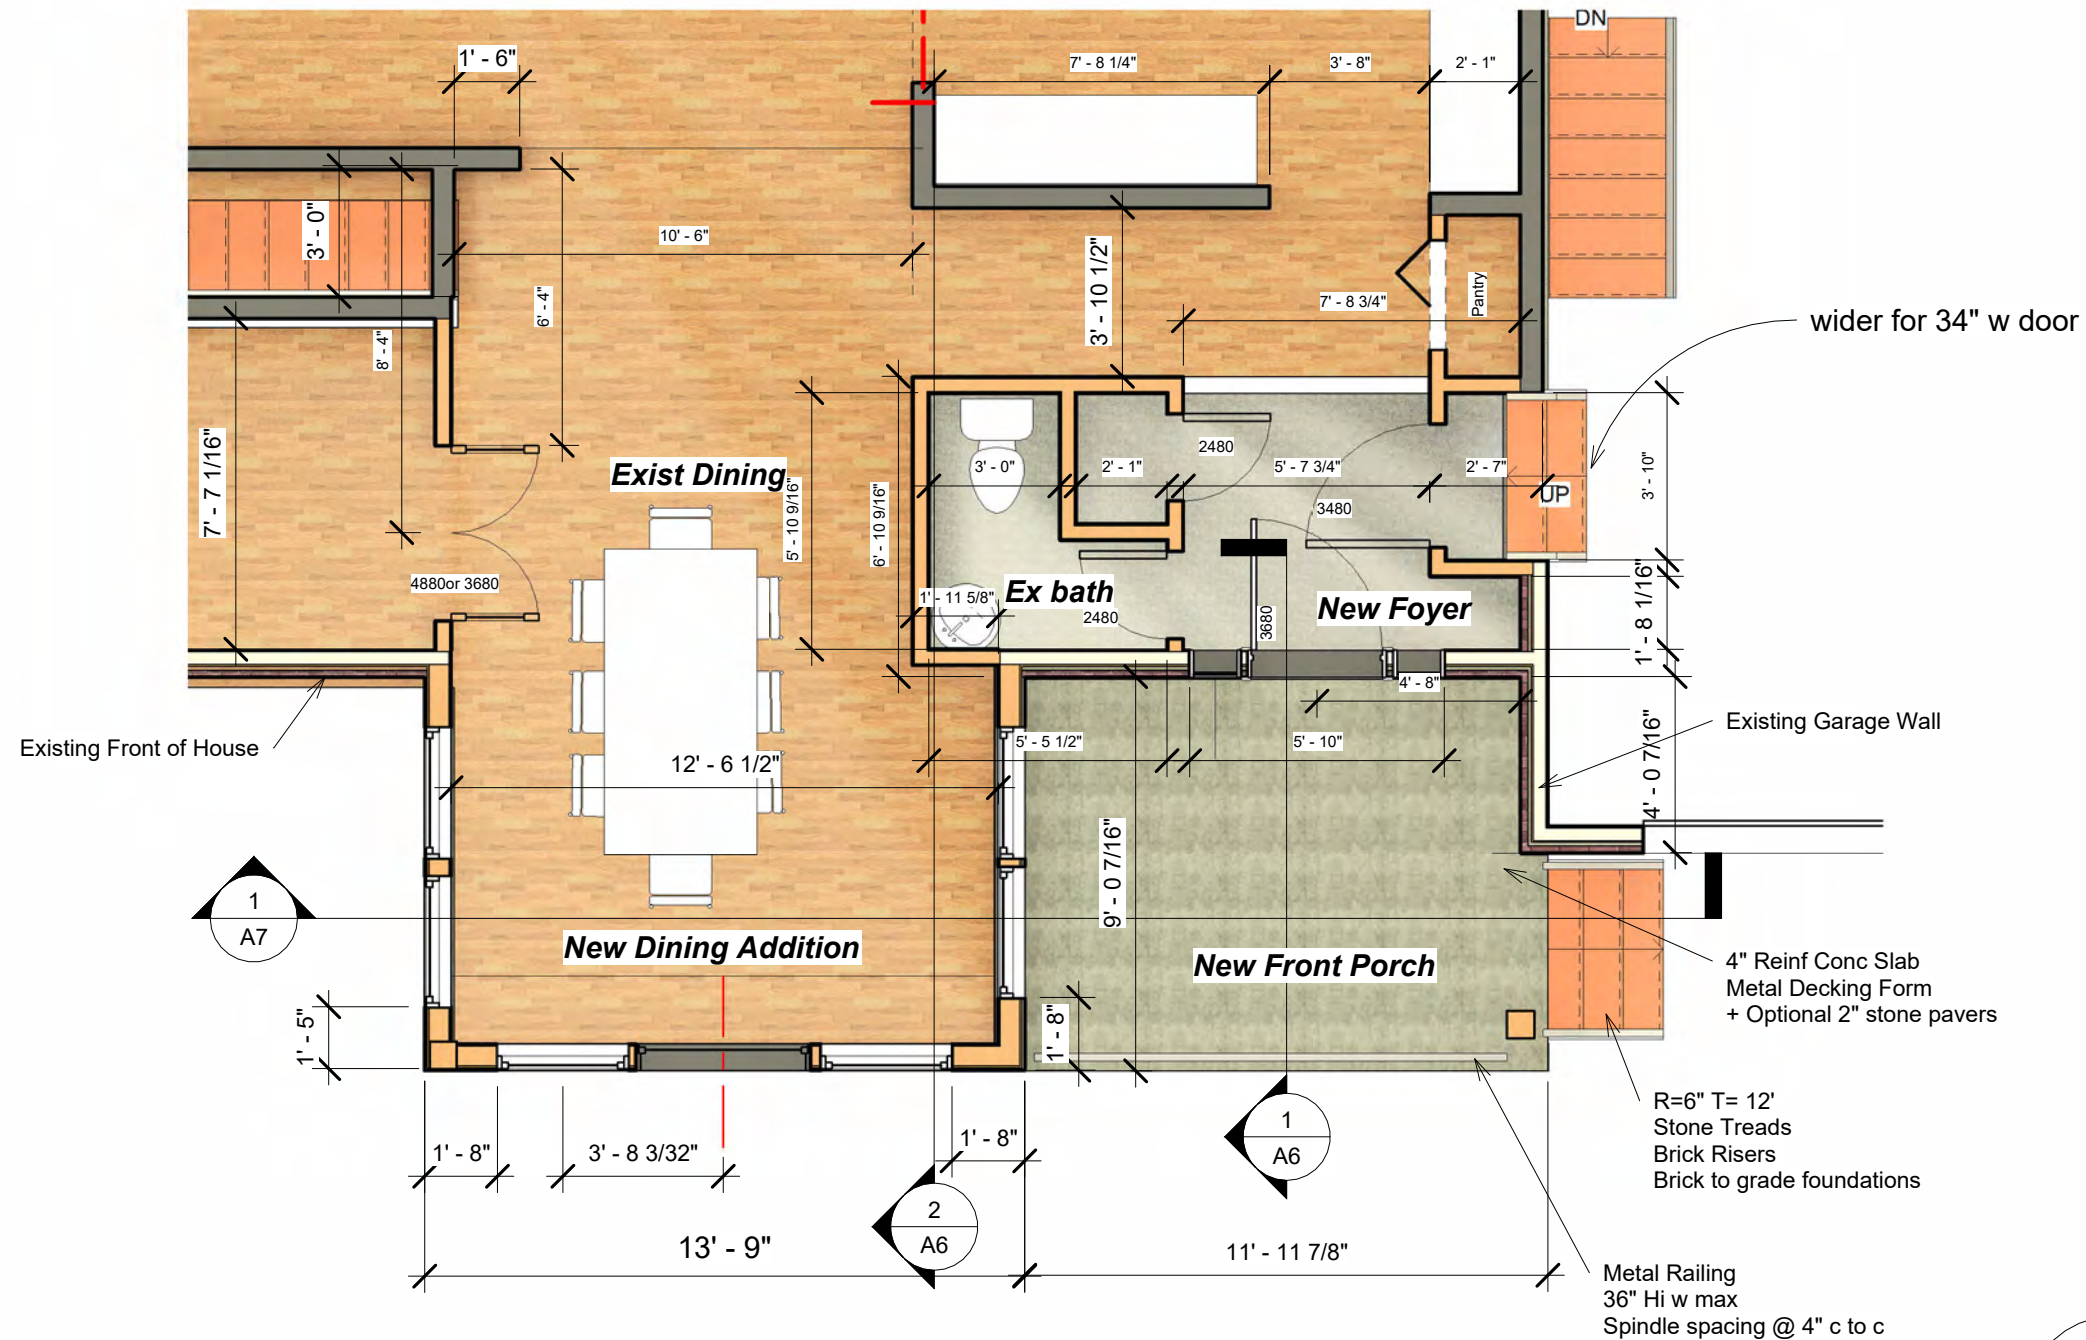 DN
1' - 6"
7' - 8 1/4"
3' - 8"
2' - 1"
3' - 0"
10' - 6"
6' - 4"
8' - 4"
3' - 10 1/2"
7' - 8 3/4"
Pantry
wider for 34" w door
7' - 7 1/16"
Exist Dining
5' - 10 9/16"
6' - 10 9/16"
3' - 0"
2' - 1"
2480
5' - 7 3/4"
2' - 7"
UP
3' - 10"
3480
4880or 3680
1' - 11 5/8"
Ex bath
2480
3680
New Foyer
1' - 8 1/16"
4' - 8"
Existing Front of House
12' - 6 1/2"
5' - 5 1/2"
5' - 10"
Existing Garage Wall
4' - 0 7/16"
9' - 0 7/16"
1
A7
New Dining Addition
New Front Porch
4" Reinf Conc Slab
Metal Decking Form
+ Optional 2" stone pavers
1' - 5"
1' - 8"
R=6" T= 12'
Stone Treads
Brick Risers
Brick to grade foundations
1' - 8"
3' - 8 3/32"
1' - 8"
1
A6
2
A6
13' - 9"
11' - 11 7/8"
Metal Railing
36" Hi w max
Spindle spacing @ 4" c to c